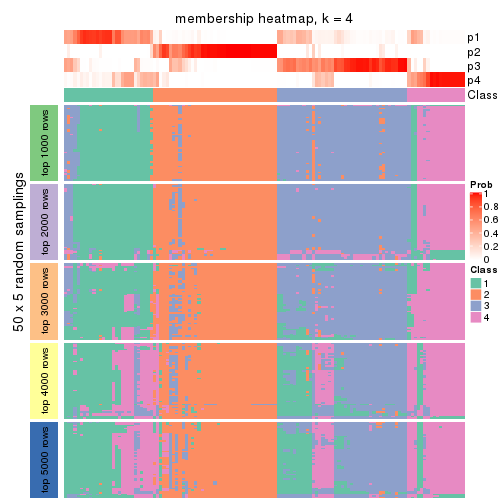 membership heatmap, k = 4
p1
p2
p3
p4
Class
50 x 5 random samplings
top 1000 rows
top 2000 rows
top 3000 rows
top 4000 rows
top 5000 rows
Prob
1
0.8
0.6
0.4
0.2
0
Class
1
2
3
4